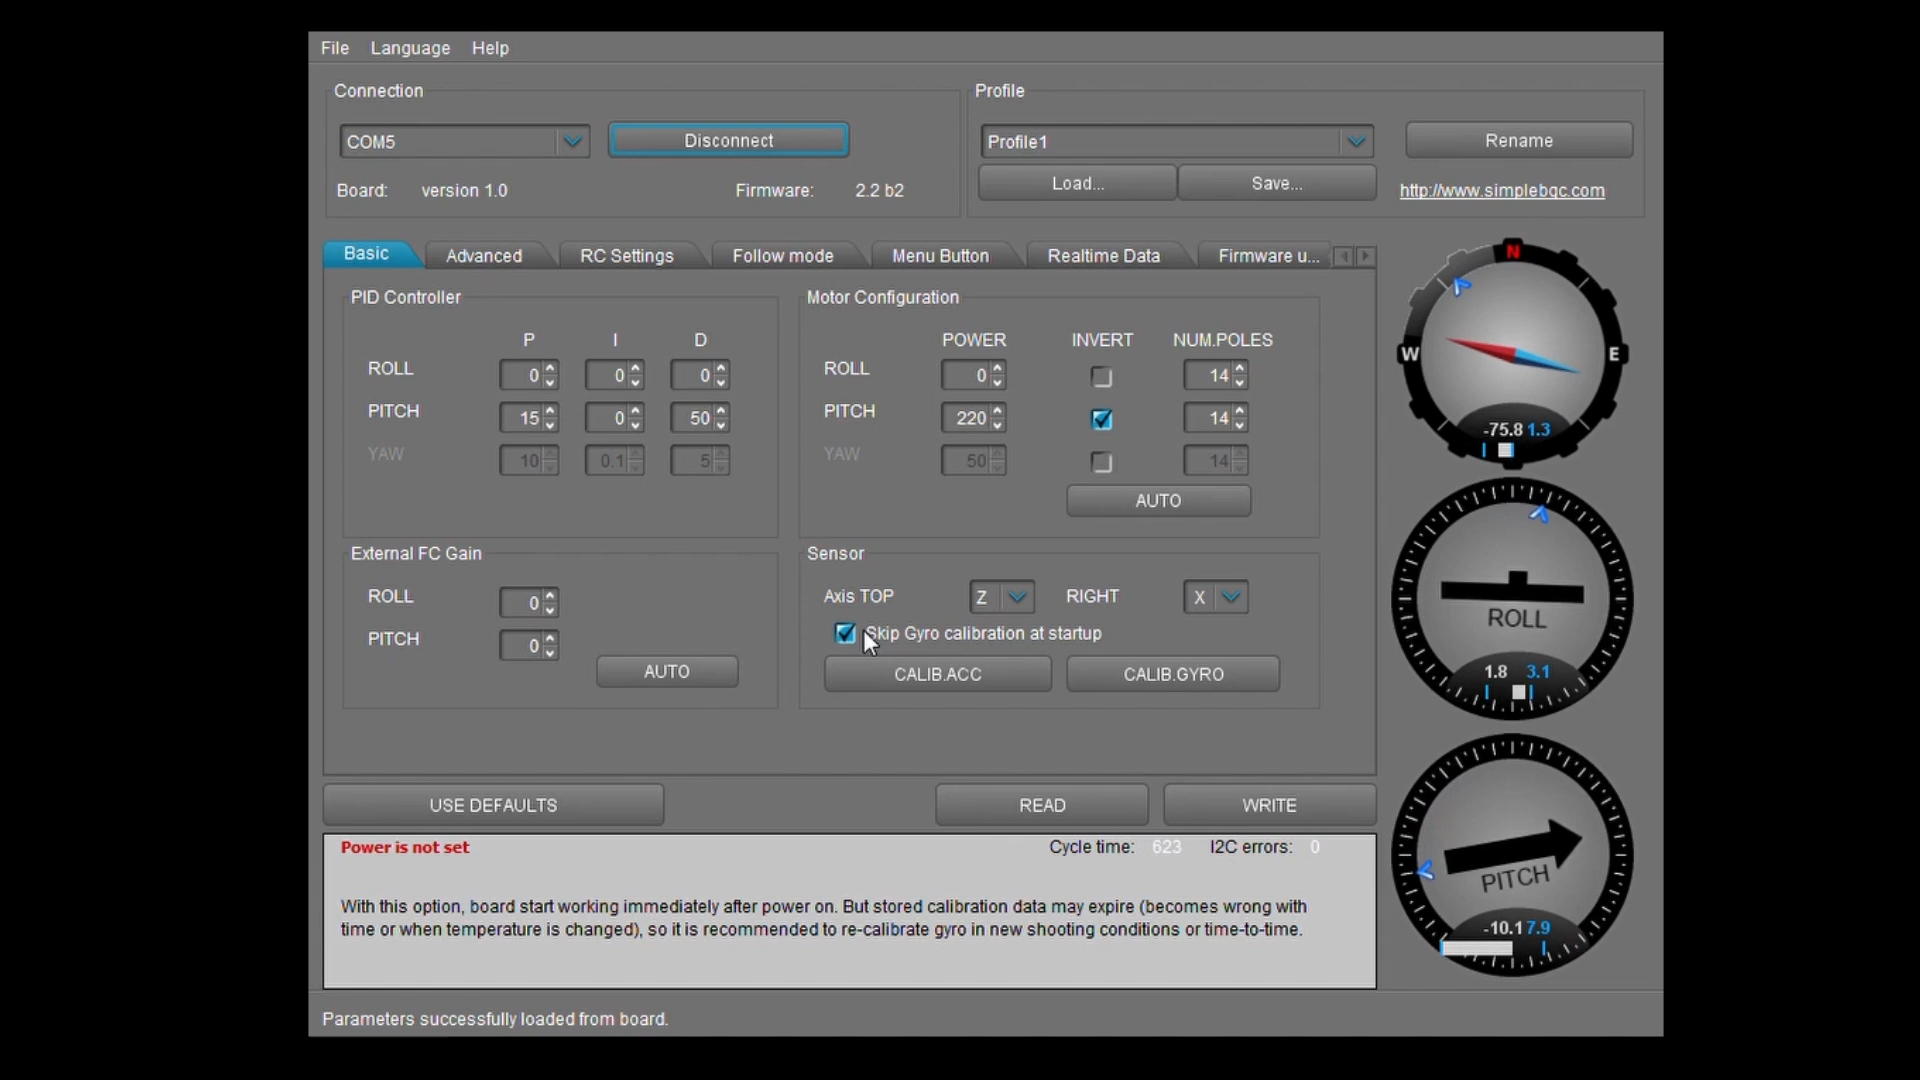 File Language Help
Connection
Profile
COM5 Disconnect
Profile1 Rename
Load... Save...
Board: version 1.0 Firmware: 2.2 b2
http://www.simplebgc.com
Basic Advanced RC Settings Follow mode Menu Button Realtime Data Firmware u...
PID Controller
P I D
ROLL 0 0 0
PITCH 15 0 50
YAW 10 0.1 5
Motor Configuration
POWER INVERT NUM.POLES
ROLL 0 14
PITCH 220 14
YAW 50 14
AUTO
External FC Gain
ROLL 0
PITCH 0
AUTO
Sensor
Axis TOP Z RIGHT X
Skip Gyro calibration at startup
CALIB.ACC CALIB.GYRO
N
W E
-75.8 1.3
ROLL
1.8 3.1
PITCH
-10.1 7.9
USE DEFAULTS READ WRITE
Power is not set Cycle time: 623 I2C errors: 0
With this option, board start working immediately after power on. But stored calibration data may expire (becomes wrong with
time or when temperature is changed), so it is recommended to re-calibrate gyro in new shooting conditions or time-to-time.
Parameters successfully loaded from board.